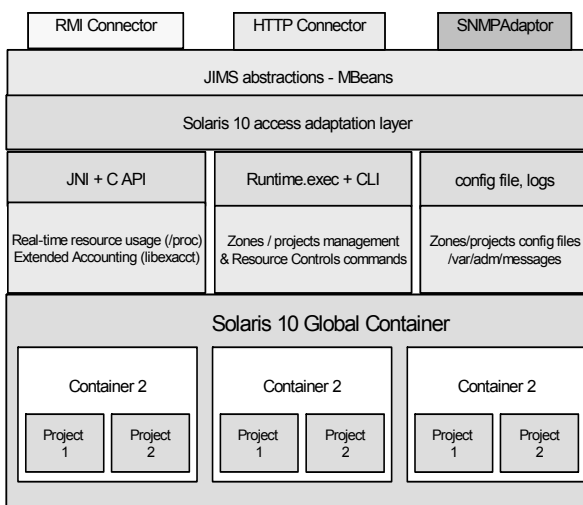 RMI Connector
HTTP Connector
SNMPAdaptor
JIMS abstractions - MBeans
Solaris 10 access adaptation layer
JNI + C API
Runtime.exec + CLI
config file, logs
Real-time resource usage (/proc)
Extended Accounting (libexacct)
Zones / projects management
& Resource Controls commands
Zones/projects config files
/var/adm/messages
Solaris 10 Global Container
Container 2
Container 2
Container 2
Project
1
Project
2
Project
1
Project
2
Project
1
Project
2